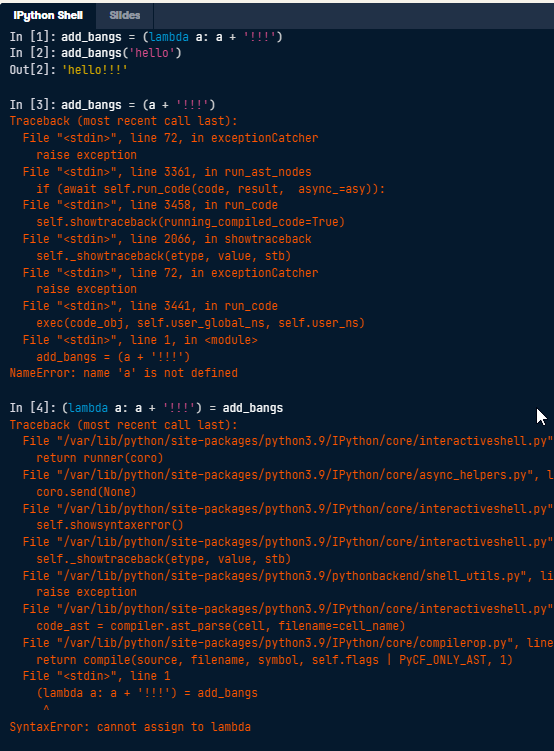 IPython Shell Slides
In [1]: add_bangs = (lambda a: a + '!!!')
In [2]: add_bangs('hello')
Out[2]: 'hello!!!'
In [3]: add_bangs = (a + '!!!')
Traceback (most recent call last):
  File "<stdin>", line 72, in exceptionCatcher
    raise exception
  File "<stdin>", line 3361, in run_ast_nodes
    if (await self.run_code(code, result,  async_=asy)):
  File "<stdin>", line 3458, in run_code
    self.showtraceback(running_compiled_code=True)
  File "<stdin>", line 2066, in showtraceback
    self._showtraceback(etype, value, stb)
  File "<stdin>", line 72, in exceptionCatcher
    raise exception
  File "<stdin>", line 3441, in run_code
    exec(code_obj, self.user_global_ns, self.user_ns)
  File "<stdin>", line 1, in <module>
    add_bangs = (a + '!!!')
NameError: name 'a' is not defined
In [4]: (lambda a: a + '!!!') = add_bangs
Traceback (most recent call last):
  File "/var/lib/python/site-packages/python3.9/IPython/core/interactiveshell.py"
    return runner(coro)
  File "/var/lib/python/site-packages/python3.9/IPython/core/async_helpers.py", l
    coro.send(None)
  File "/var/lib/python/site-packages/python3.9/IPython/core/interactiveshell.py"
    self.showsyntaxerror()
  File "/var/lib/python/site-packages/python3.9/IPython/core/interactiveshell.py"
    self._showtraceback(etype, value, stb)
  File "/var/lib/python/site-packages/python3.9/pythonbackend/shell_utils.py", li
    raise exception
  File "/var/lib/python/site-packages/python3.9/IPython/core/interactiveshell.py"
    code_ast = compiler.ast_parse(cell, filename=cell_name)
  File "/var/lib/python/site-packages/python3.9/IPython/core/compilerop.py", line
    return compile(source, filename, symbol, self.flags | PyCF_ONLY_AST, 1)
  File "<stdin>", line 1
    (lambda a: a + '!!!') = add_bangs
     ^
SyntaxError: cannot assign to lambda